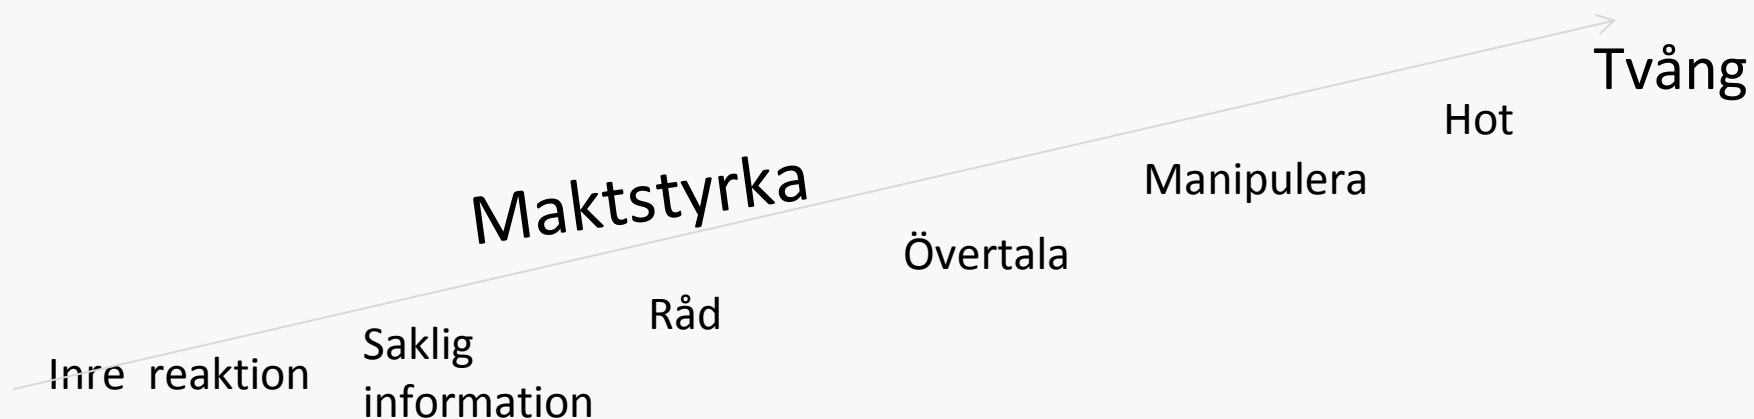 Maktstyrka
Inre reaktion
Saklig
information
Råd
Övertala
Manipulera
Hot
Tvång